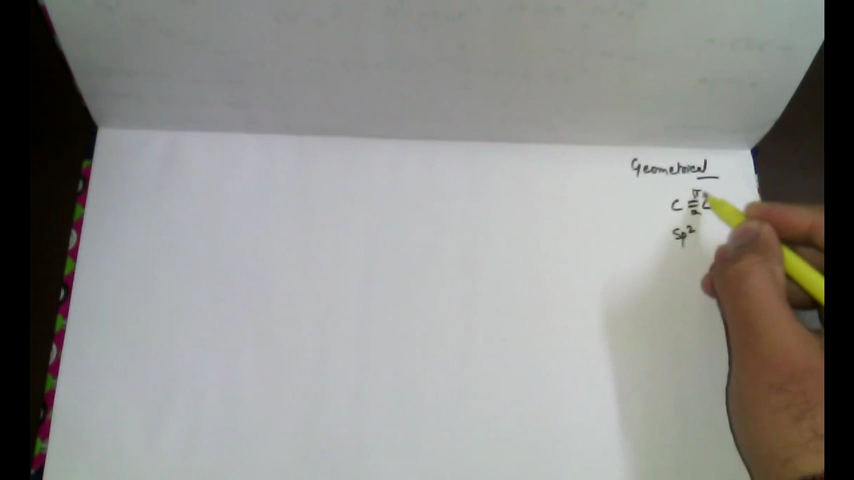 Geometrical
π
C = C
sp²